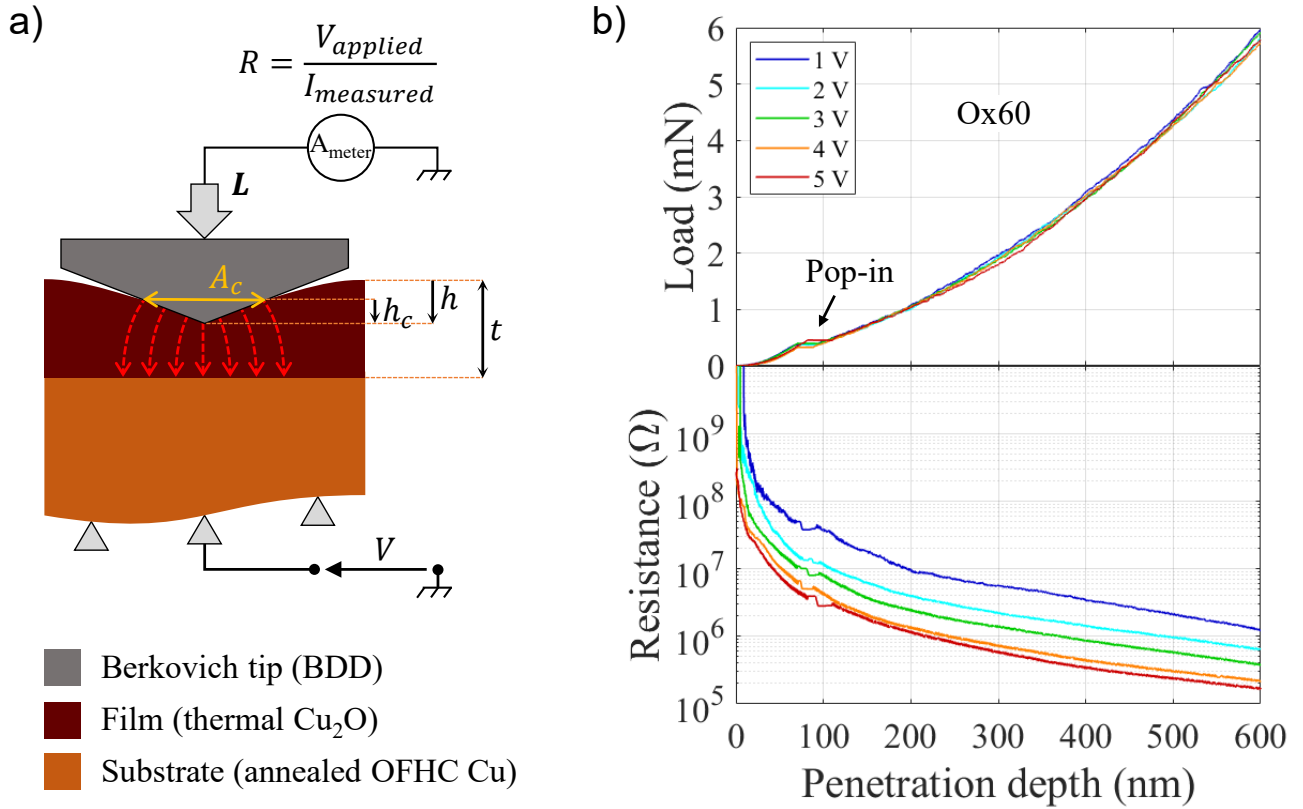 a)
R = V_applied / I_measured
A_meter
L
A_c
h
h_c
t
V
Berkovich tip (BDD)
Film (thermal Cu₂O)
Substrate (annealed OFHC Cu)
b)
Load (mN)
6
5
4
3
2
1
0
1 V
2 V
3 V
4 V
5 V
Ox60
Pop-in
Resistance (Ω)
10⁹
10⁸
10⁷
10⁶
10⁵
0 100 200 300 400 500 600
Penetration depth (nm)